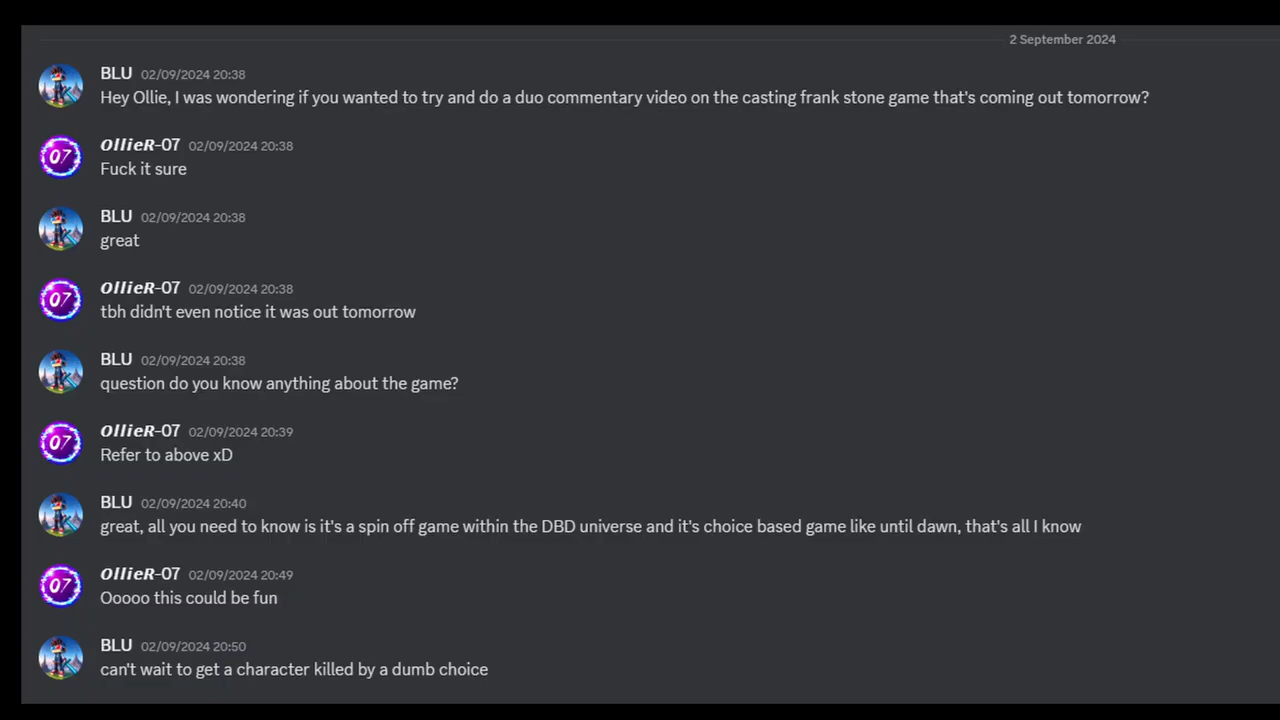 2 September 2024
BLU 02/09/2024 20:38
Hey Ollie, I was wondering if you wanted to try and do a duo commentary video on the casting frank stone game that's coming out tomorrow?
07 OllieR-07 02/09/2024 20:38
Fuck it sure
BLU 02/09/2024 20:38
great
07 OllieR-07 02/09/2024 20:38
tbh didn't even notice it was out tomorrow
BLU 02/09/2024 20:38
question do you know anything about the game?
07 OllieR-07 02/09/2024 20:39
Refer to above xD
BLU 02/09/2024 20:40
great, all you need to know is it's a spin off game within the DBD universe and it's choice based game like until dawn, that's all I know
07 OllieR-07 02/09/2024 20:49
Ooooo this could be fun
BLU 02/09/2024 20:50
can't wait to get a character killed by a dumb choice